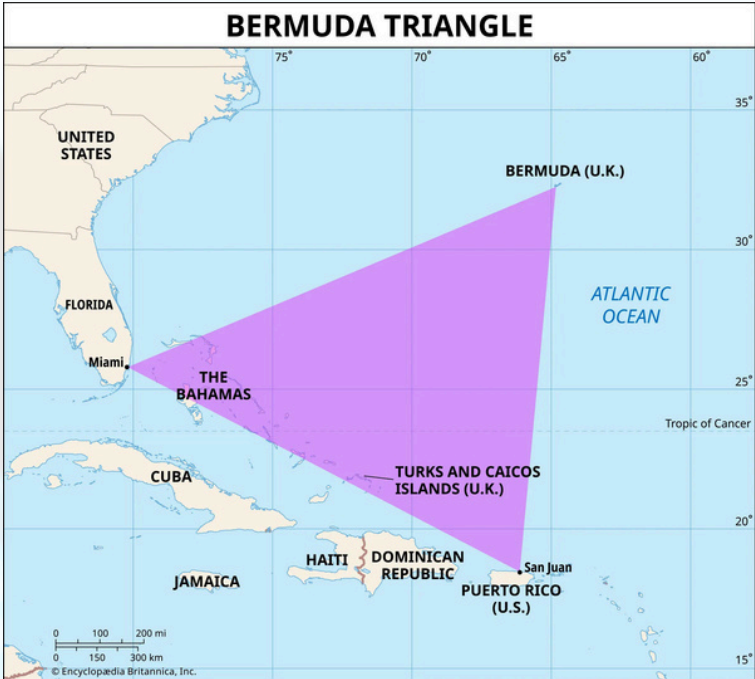 BERMUDA TRIANGLE
75°
70°
65°
60°
35°
UNITED
STATES
BERMUDA (U.K.)
30°
FLORIDA
ATLANTIC
OCEAN
Miami
THE
BAHAMAS
25°
Tropic of Cancer
CUBA
TURKS AND CAICOS
ISLANDS (U.K.)
20°
HAITI
DOMINICAN
REPUBLIC
San Juan
JAMAICA
PUERTO RICO
(U.S.)
0 100 200 mi
0 150 300 km
15°
© Encyclopædia Britannica, Inc.